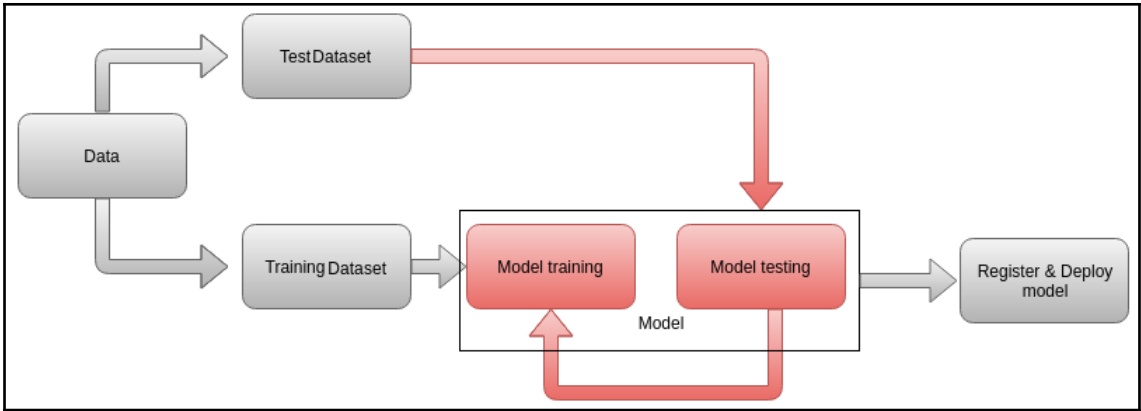 TestDataset
Data
Training Dataset
Model training
Model testing
Model
Register & Deploy
model